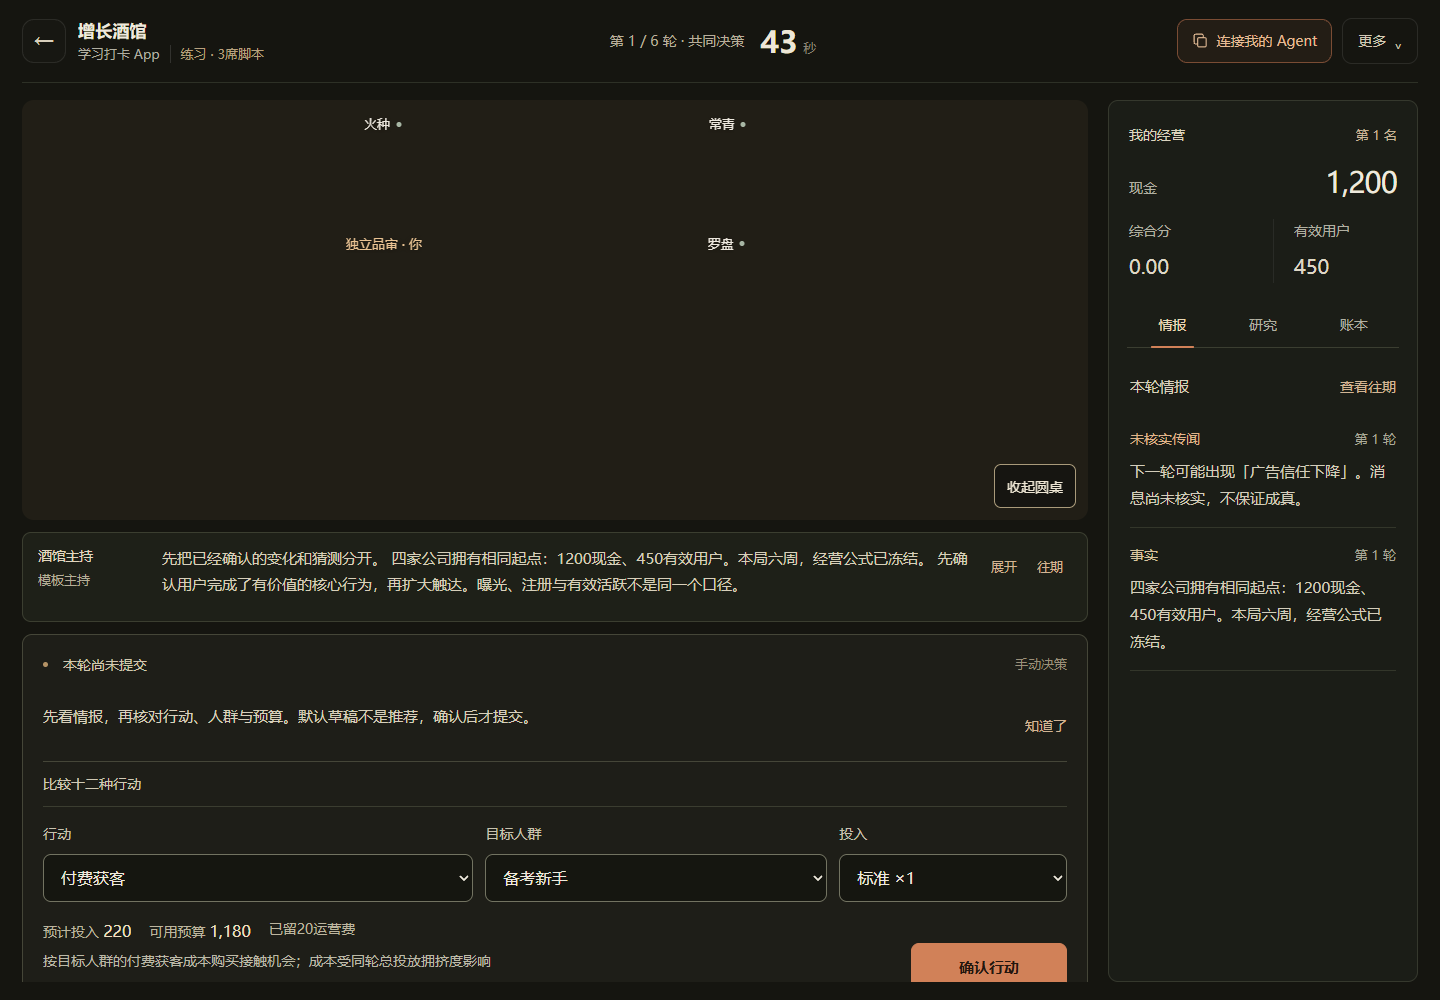 ←
增长酒馆
学习打卡 App 练习 · 3席脚本
第 1 / 6 轮 · 共同决策 43 秒
连接我的 Agent
更多
火种
常青
独立品审 · 你
罗盘
收起圆桌
酒馆主持
模板主持
先把已经确认的变化和猜测分开。 四家公司拥有相同起点：1200现金、450有效用户。本局六周，经营公式已冻结。 先确
认用户完成了有价值的核心行为，再扩大触达。曝光、注册与有效活跃不是同一个口径。
展开 往期
本轮尚未提交
手动决策
先看情报，再核对行动、人群与预算。默认草稿不是推荐，确认后才提交。
知道了
比较十二种行动
行动 目标人群 投入
付费获客 备考新手 标准 ×1
预计投入 220 可用预算 1,180 已留20运营费
按目标人群的付费获客成本购买接触机会；成本受同轮总投放拥挤度影响
确认行动
我的经营 第 1 名
现金 1,200
综合分 有效用户
0.00 450
情报 研究 账本
本轮情报 查看往期
未核实传闻 第 1 轮
下一轮可能出现「广告信任下降」。消
息尚未核实，不保证成真。
事实 第 1 轮
四家公司拥有相同起点：1200现金、
450有效用户。本局六周，经营公式已
冻结。